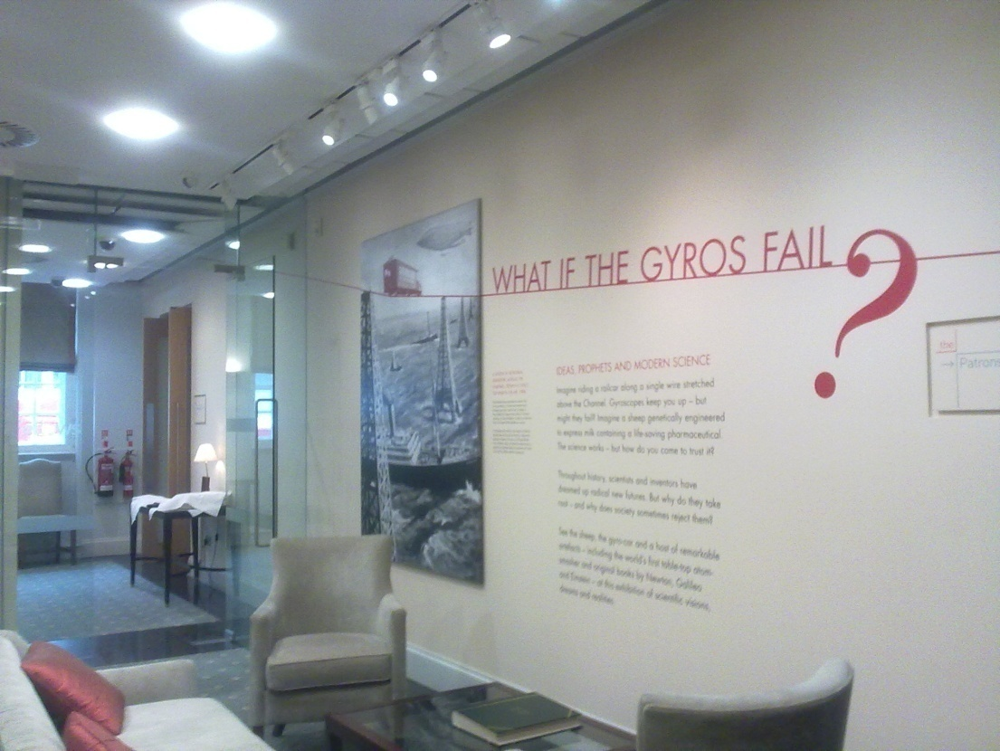 WHAT IF THE GYROS FAIL?
IDEAS, PROPHETS AND MODERN SCIENCE
Imagine riding a railcar along a single wire stretched
above the Channel. Gyroscopes keep you up – but
might they fail? Imagine a sheep genetically engineered
to express milk containing a life-saving pharmaceutical.
The science works – but how do you come to trust it?
Throughout history, scientists and inventors have
dreamed up radical new futures. But why do they take
root – and why does society sometimes reject them?
See the sheep, the gyro-car and a host of remarkable
artefacts – including the world's first table-top atom-
smasher and original books by Newton, Galileo
and Einstein – at this exhibition of scientific visions,
dreams and realities.
the
→ Patrons